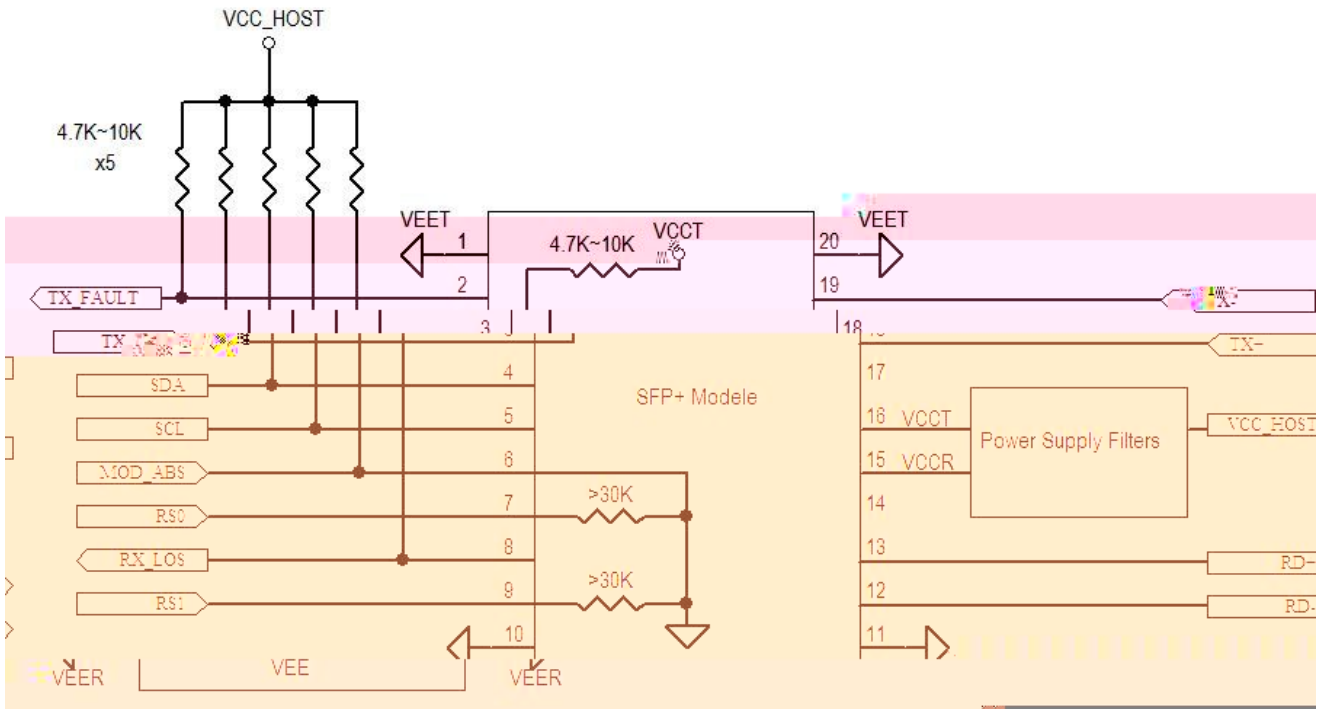 VCC_HOST
4.7K~10K
x5
VEET
1
4.7K~10K
VCCT
20
VEET
TX_FAULT
2
19
TX
3
18
TX-
SDA
4
SFP+ Modele
17
SCL
5
16
VCCT
Power Supply Filters
VCC_HOST
MOD_ABS
6
15
VCCR
RS0
7
>30K
14
RX_LOS
8
13
RD-
RS1
9
>30K
12
RD-
10
11
VEER
VEE
VEER